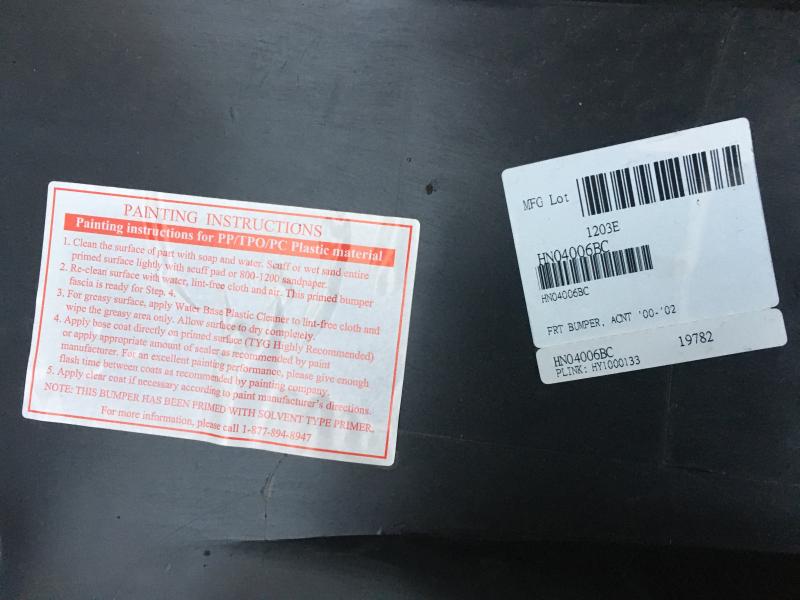 PAINTING INSTRUCTIONS
Painting instructions for PP/TPO/PC Plastic material
1. Clean the surface of part with soap and water. Scuff or wet sand entire
primed surface lightly with scuff pad or 800-1200 sandpaper.
2. Re-clean surface with water, lint-free cloth and air. This primed bumper
fascia is ready for Step. 4.
3. For greasy surface, apply Water Base Plastic Cleaner to lint-free cloth and
wipe the greasy area only. Allow surface to dry completely.
4. Apply base coat directly on primed surface (TYG Highly Recommended)
or apply appropriate amount of sealer as recommended by paint
manufacturer. For an excellent painting performance, please give enough
flash time between coats as recommended by painting company.
5. Apply clear coat if necessary according to paint manufacturer's directions.
NOTE: THIS BUMPER HAS BEEN PRIMED WITH SOLVENT TYPE PRIMER.
For more information, please call 1-877-894-8947
MFG Lot
1203E
HN04006BC
HN04006BC
FRT BUMPER, ACNT '00-'02
HN04006BC 19782
PLINK: HY1000133